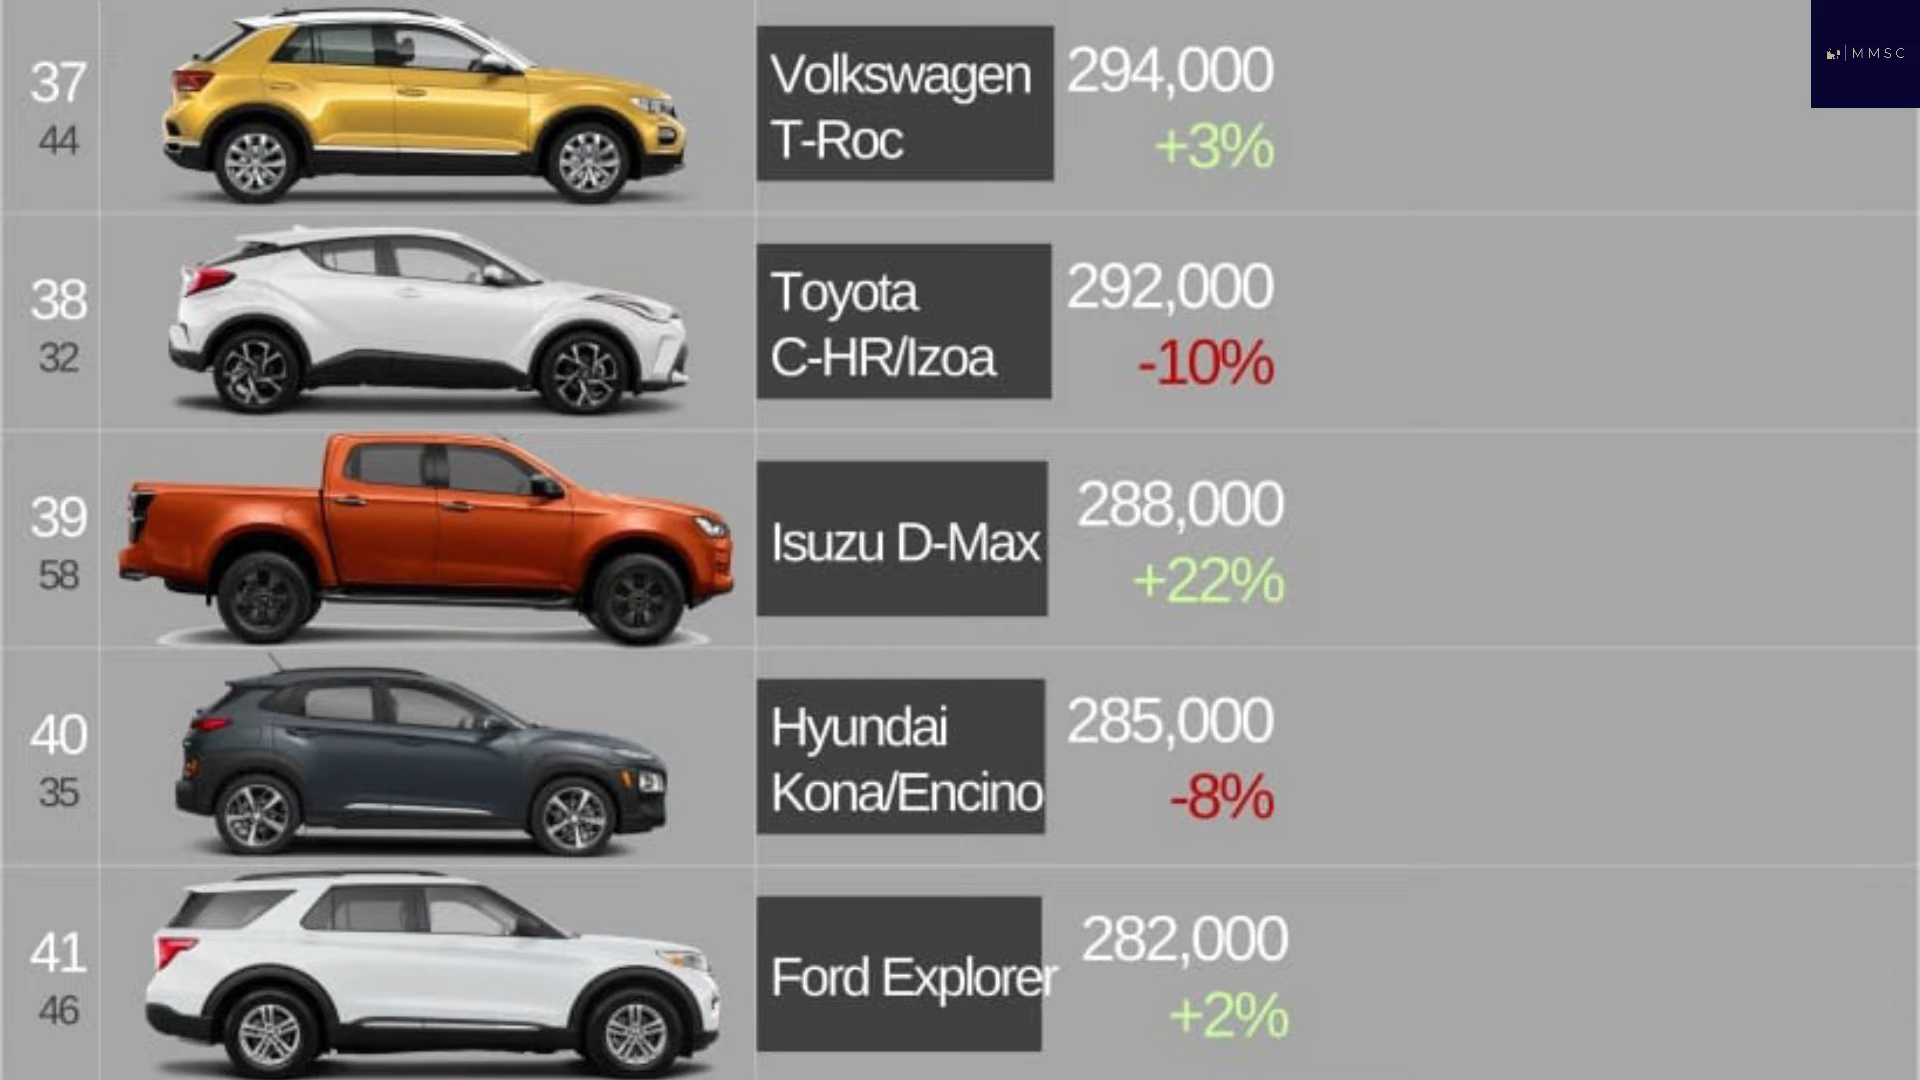 37
44
Volkswagen
T-Roc
294,000
+3%
38
32
Toyota
C-HR/Izoa
292,000
-10%
39
58
Isuzu D-Max
288,000
+22%
40
35
Hyundai
Kona/Encino
285,000
-8%
41
46
Ford Explorer
282,000
+2%
MMSC